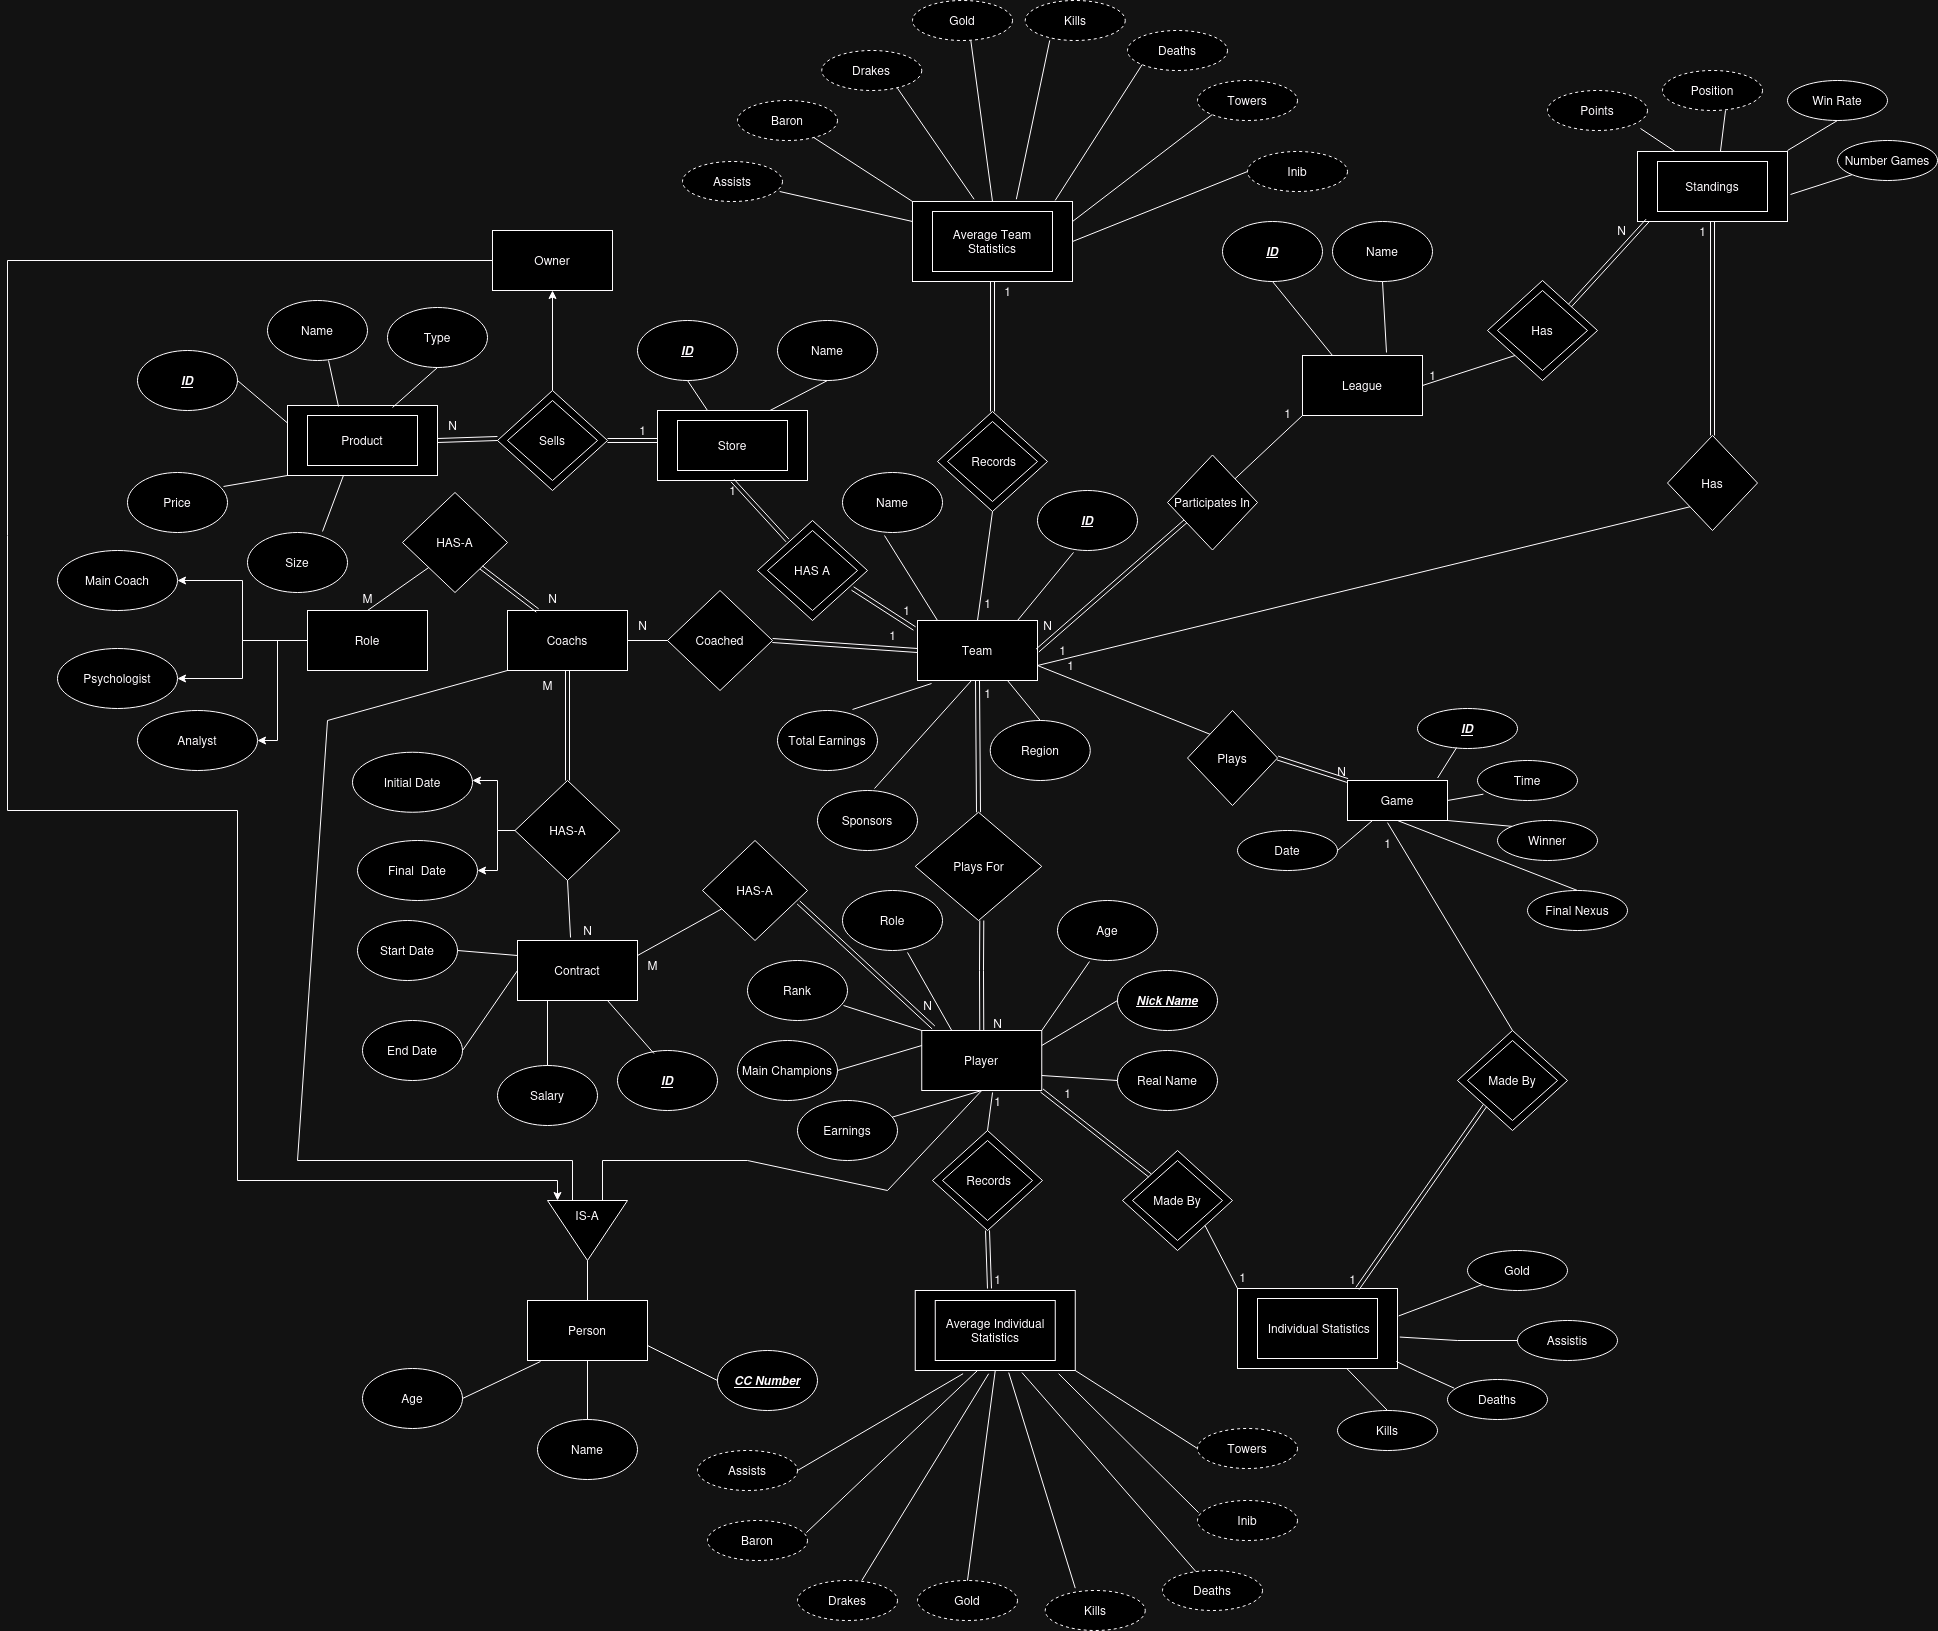 Gold
Kills
Deaths
Drakes
Towers
Baron
Assists
Inib
Average Team
Statistics
1
Points
Position
Win Rate
Number Games
Standings
N
1
Has
Has
ID
Name
League
1
1
Participates In
Owner
Name
Type
ID
Product
N
Sells
1
Price
Size
ID
Name
Store
1
HAS A
1
Records
Name
ID
1
HAS-A
M
N
Main Coach
Psychologist
Analyst
Role
Coachs
N
Coached
1
Team
N
1
1
M
1
Total Earnings
Region
Sponsors
Plays
N
ID
Time
Game
Winner
Date
1
Final Nexus
Initial Date
HAS-A
Final  Date
N
Start Date
Contract
M
End Date
Salary
ID
HAS-A
Plays For
Role
Age
Rank
N
N
Nick Name
Main Champions
Player
Real Name
1
1
Earnings
Records
Made By
Made By
1
1
1
IS-A
Person
Age
Name
CC Number
Average Individual
Statistics
Individual Statistics
Gold
Assistis
Deaths
Kills
Assists
Baron
Drakes
Gold
Kills
Deaths
Inib
Towers